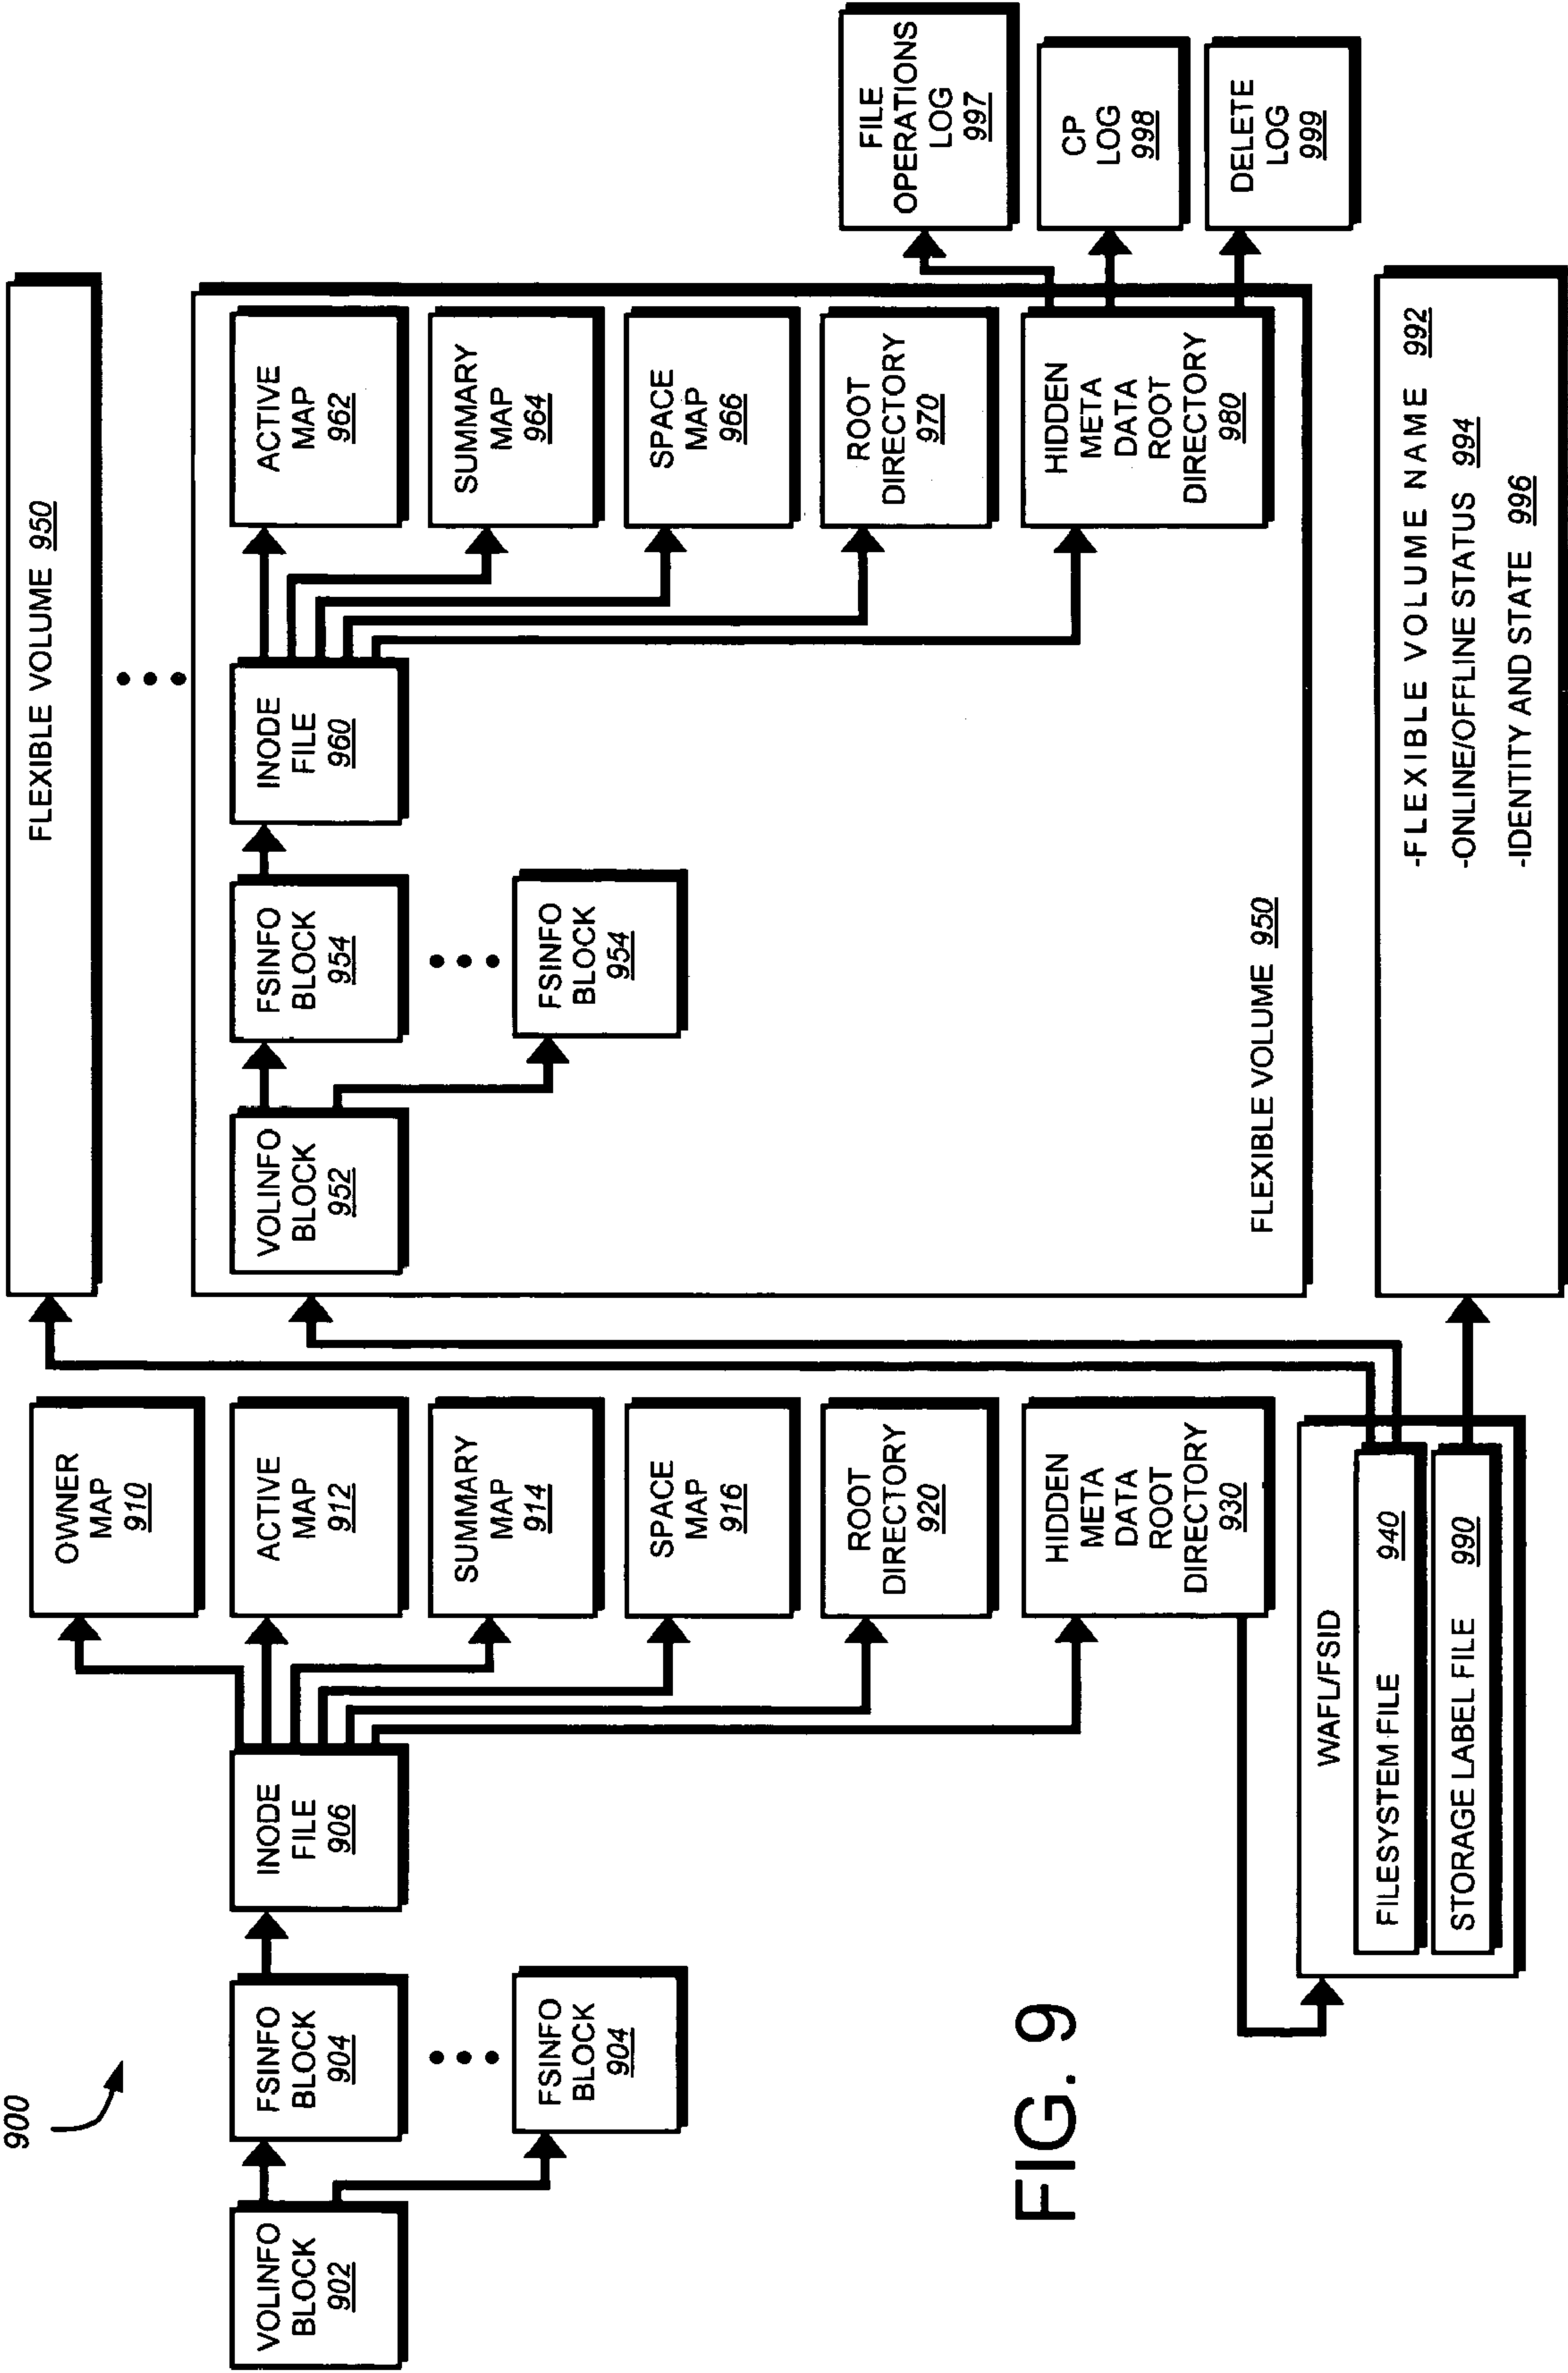 900
VOLINFO
BLOCK
902
FSINFO
BLOCK
904
FSINFO
BLOCK
904
INODE
FILE
906
OWNER
MAP
910
ACTIVE
MAP
912
SUMMARY
MAP
914
SPACE
MAP
916
ROOT
DIRECTORY
920
HIDDEN
META
DATA
ROOT
DIRECTORY
930
WAFL/FSID
FILESYSTEM FILE 940
STORAGE LABEL FILE 990
FLEXIBLE VOLUME 950
VOLINFO
BLOCK
952
FSINFO
BLOCK
954
FSINFO
BLOCK
954
INODE
FILE
960
ACTIVE
MAP
962
SUMMARY
MAP
964
SPACE
MAP
966
ROOT
DIRECTORY
970
HIDDEN
META
DATA
ROOT
DIRECTORY
980
FLEXIBLE VOLUME 950
FILE
OPERATIONS
LOG
997
CP
LOG
998
DELETE
LOG
999
-FLEXIBLE VOLUME NAME 992
-ONLINE/OFFLINE STATUS 994
-IDENTITY AND STATE 996
FIG. 9